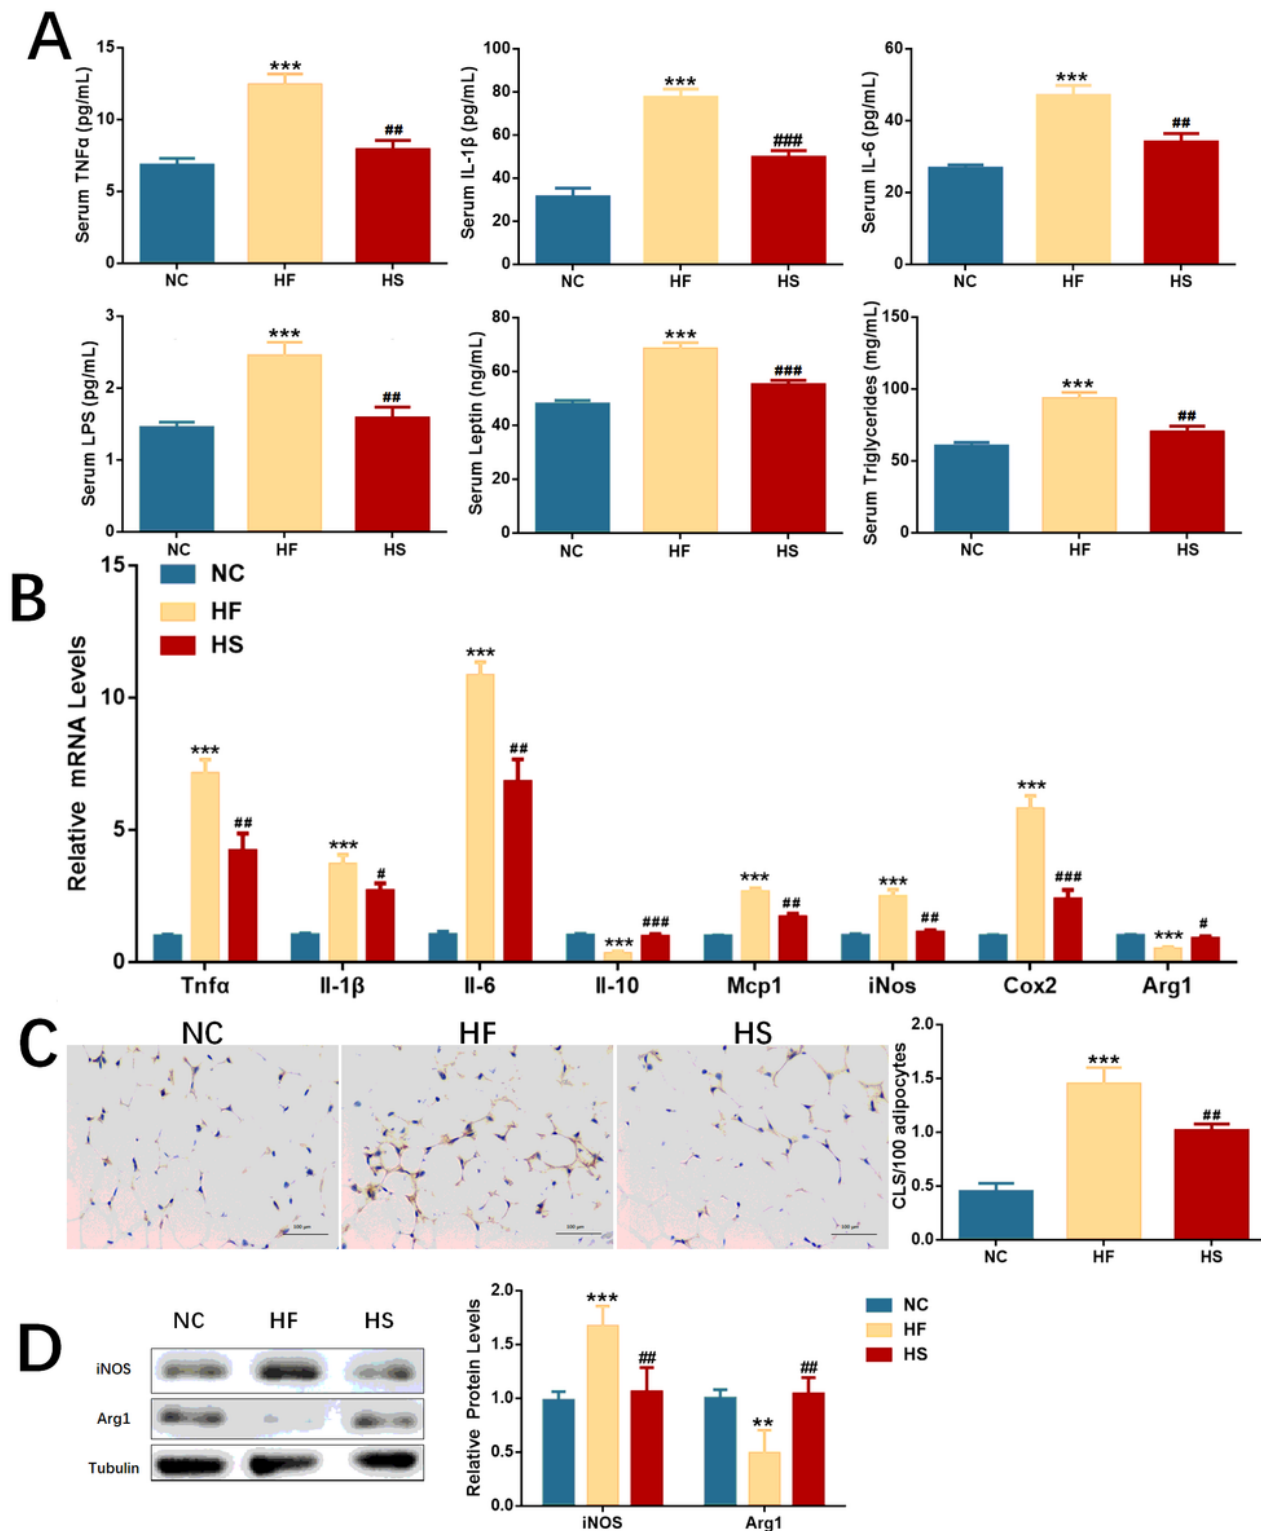 A
Serum TNFα (pg/mL)
15
10
5
0
***
##
NC HF HS
Serum IL-1β (pg/mL)
100
80
60
40
20
0
***
###
NC HF HS
Serum IL-6 (pg/mL)
60
40
20
0
***
##
NC HF HS
Serum LPS (pg/mL)
3
2
1
0
***
##
NC HF HS
Serum Leptin (ng/mL)
80
60
40
20
0
***
###
NC HF HS
Serum Triglycerides (mg/mL)
150
100
50
0
***
##
NC HF HS
B
Relative mRNA Levels
15
10
5
0
NC
HF
HS
***
##
***
#
***
##
***
###
***
##
***
##
***
###
***
#
Tnfα Il-1β Il-6 Il-10 Mcp1 iNos Cox2 Arg1
C
NC HF HS
100 μm
100 μm
100 μm
CLS/100 adipocytes
2.0
1.5
1.0
0.5
0.0
***
##
NC HF HS
D
NC HF HS
iNOS
Arg1
Tubulin
Relative Protein Levels
2.0
1.5
1.0
0.5
0.0
***
##
**
##
iNOS Arg1
NC
HF
HS